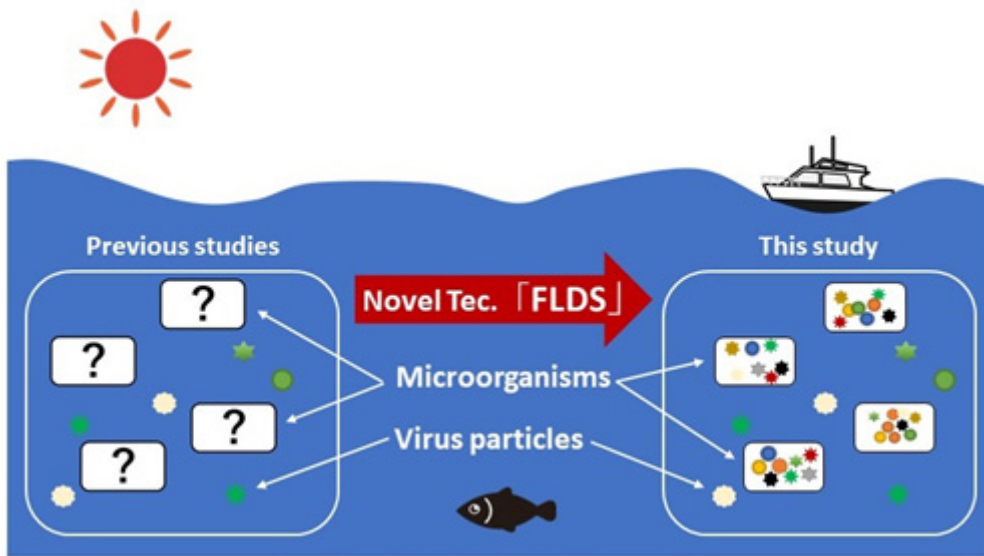 Previous studies
This study
Novel Tec.「FLDS」
?
?
?
?
Microorganisms
Virus particles